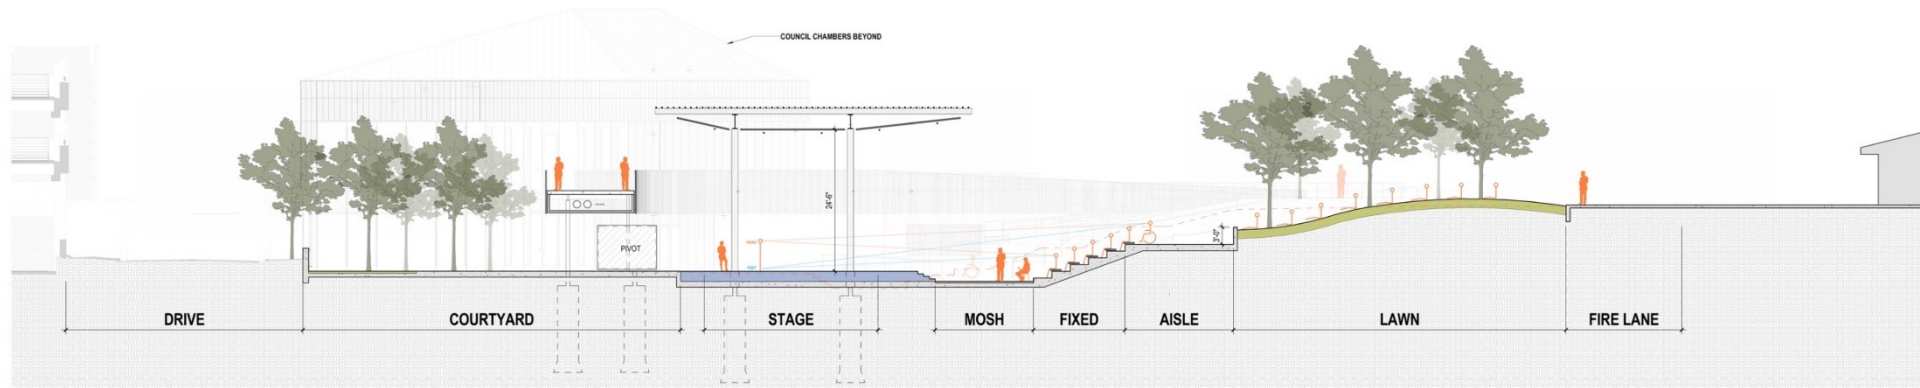 COUNCIL CHAMBERS BEYOND
24'-6"
3'-0"
PIVOT
DRIVE
COURTYARD
STAGE
MOSH
FIXED
AISLE
LAWN
FIRE LANE